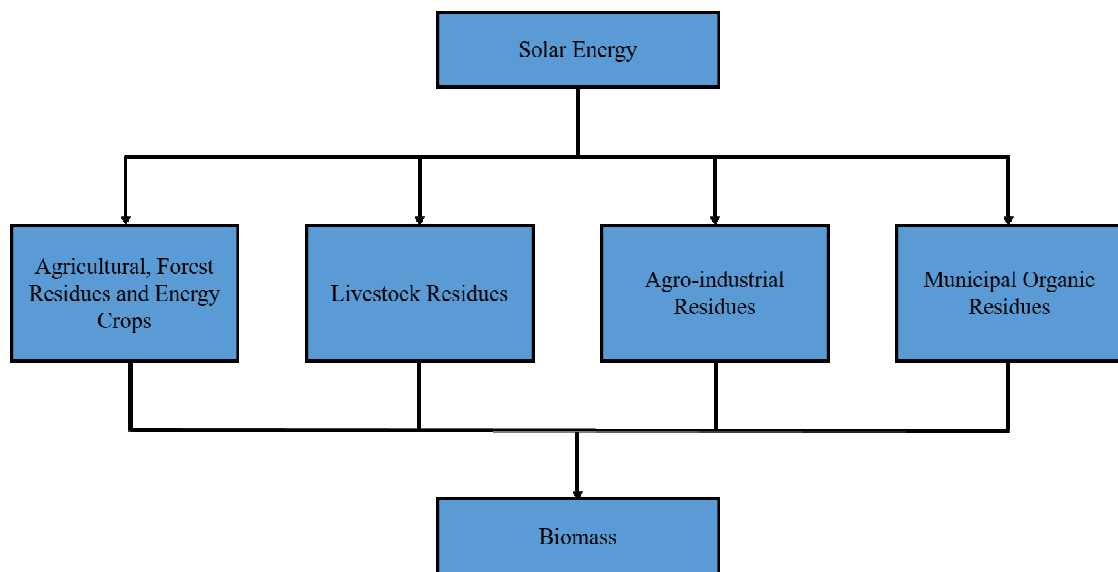 Solar Energy
Agricultural, Forest
Residues and Energy
Crops
Livestock Residues
Agro-industrial
Residues
Municipal Organic
Residues
Biomass